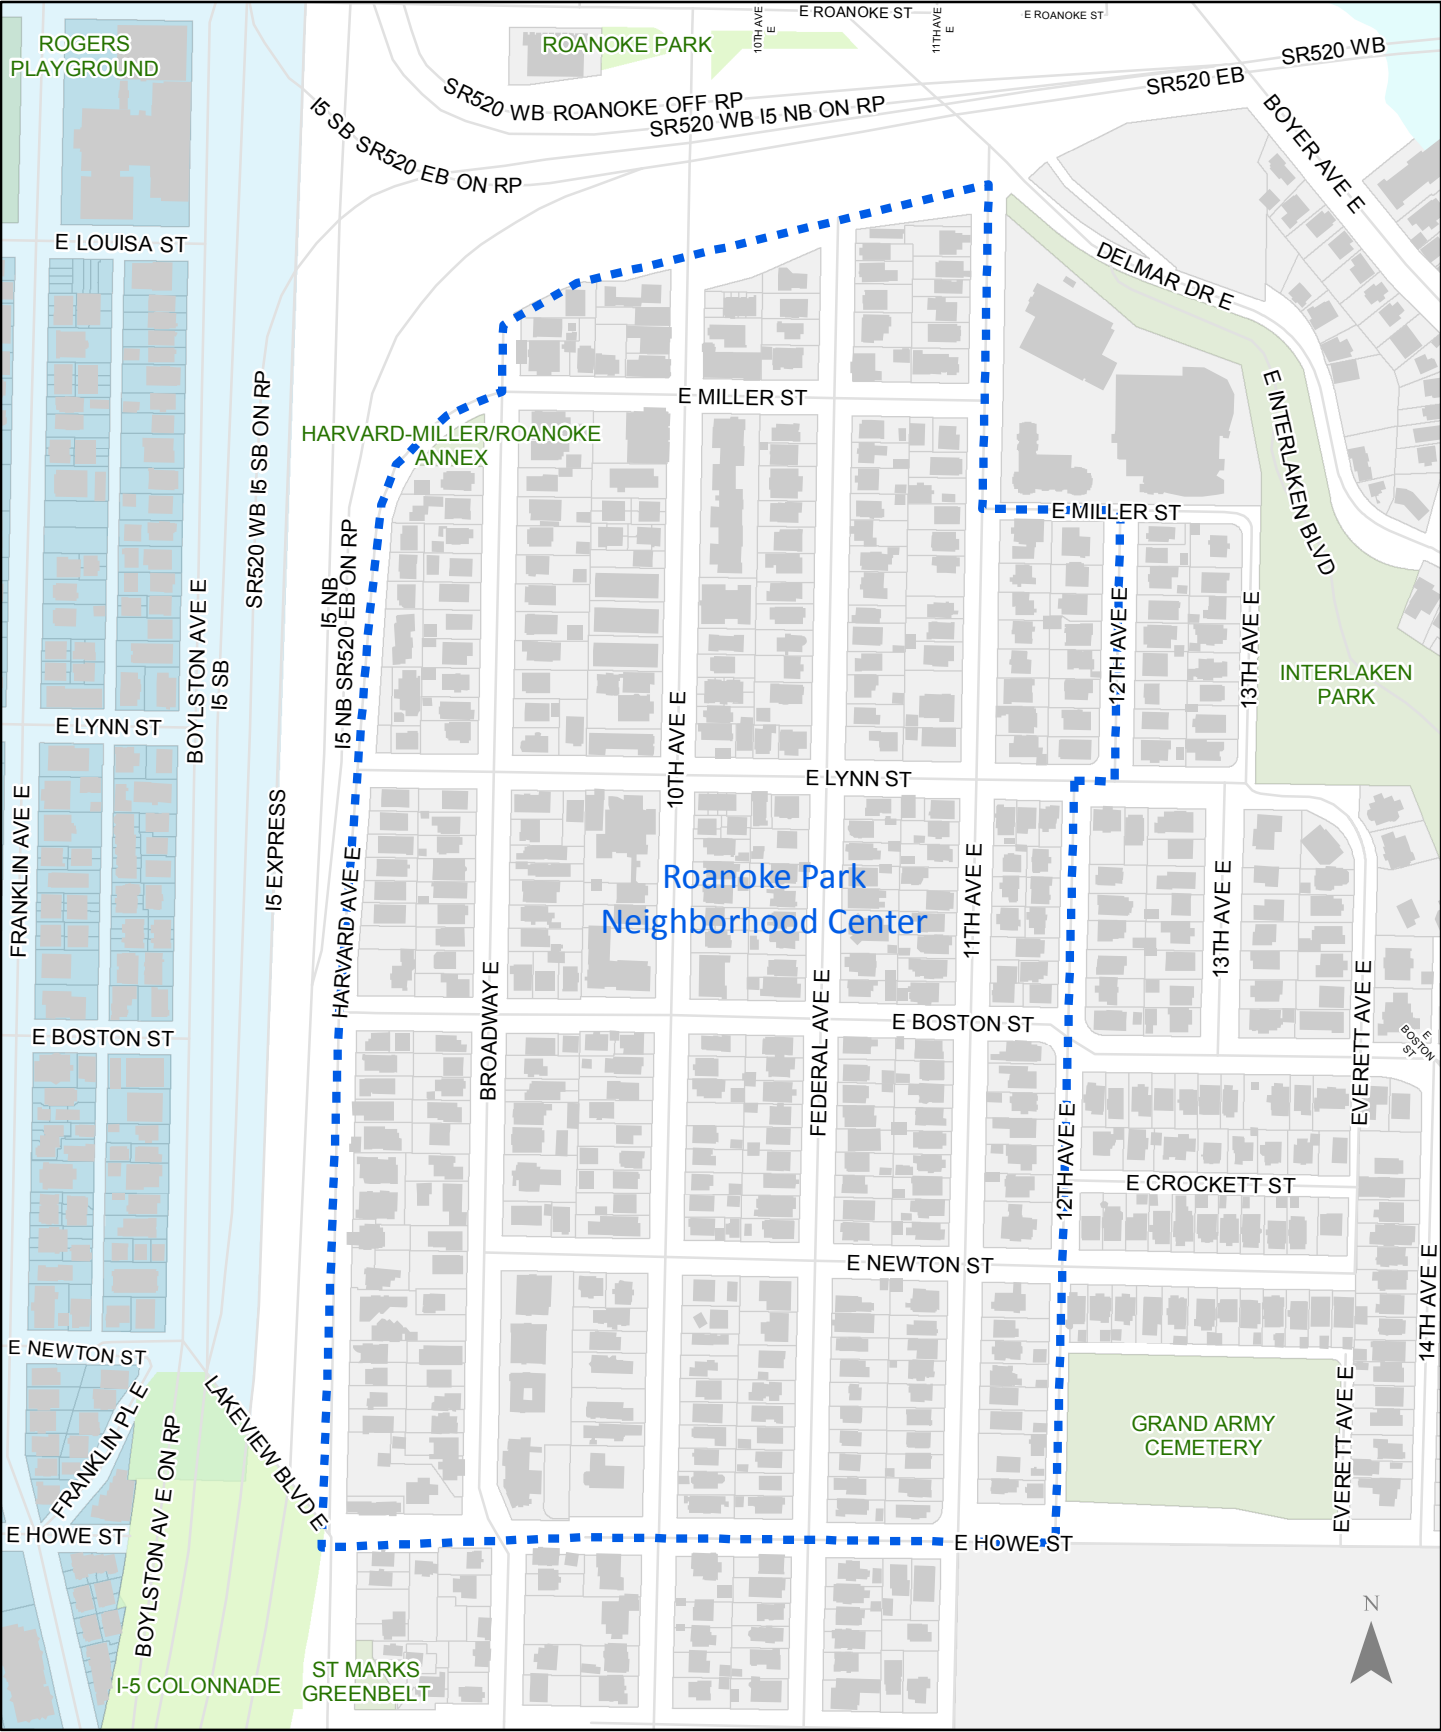 E ROANOKE ST
E ROANOKE ST
10TH AVE
E
11TH AVE
E
ROGERS
PLAYGROUND
ROANOKE PARK
SR520 WB
SR520 EB
SR520 WB ROANOKE OFF RP
SR520 WB I5 NB ON RP
I5 SB SR520 EB ON RP
BOYER AVE E
E LOUISA ST
DELMAR DR E
E INTERLAKEN BLVD
E MILLER ST
HARVARD-MILLER/ROANOKE
ANNEX
SR520 WB I5 SB ON RP
E MILLER ST
I5 NB
I5 NB SR520 EB ON RP
BOYLSTON AVE E
I5 SB
12TH AVE E
13TH AVE E
INTERLAKEN
PARK
E LYNN ST
10TH AVE E
E LYNN ST
FRANKLIN AVE E
I5 EXPRESS
HARVARD AVE E
Roanoke Park
Neighborhood Center
11TH AVE E
13TH AVE E
BROADWAY E
FEDERAL AVE E
EVERETT AVE E
E BOSTON ST
E BOSTON ST
E
BOSTON
ST
12TH AVE E
E CROCKETT ST
E NEWTON ST
14TH AVE E
E NEWTON ST
FRANKLIN PL E
LAKEVIEW BLVD E
BOYLSTON AV E ON RP
GRAND ARMY
CEMETERY
EVERETT AVE E
E HOWE ST
E HOWE ST
N
I-5 COLONNADE
ST MARKS
GREENBELT